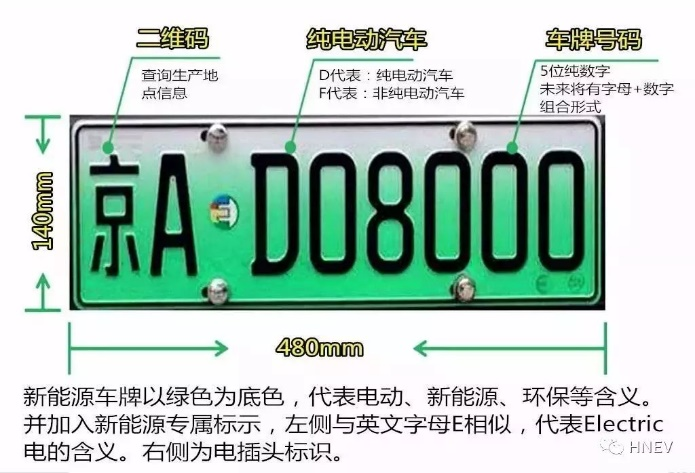 二维码
纯电动汽车
车牌号码
查询生产地
点信息
D代表：纯电动汽车
F代表：非纯电动汽车
5位纯数字
未来将有字母+数字
组合形式
140mm
京A D08000
480mm
新能源车牌以绿色为底色，代表电动、新能源、环保等含义。
并加入新能源专属标示，左侧与英文字母E相似，代表Electric
电的含义。右侧为电插头标识。
HNEV